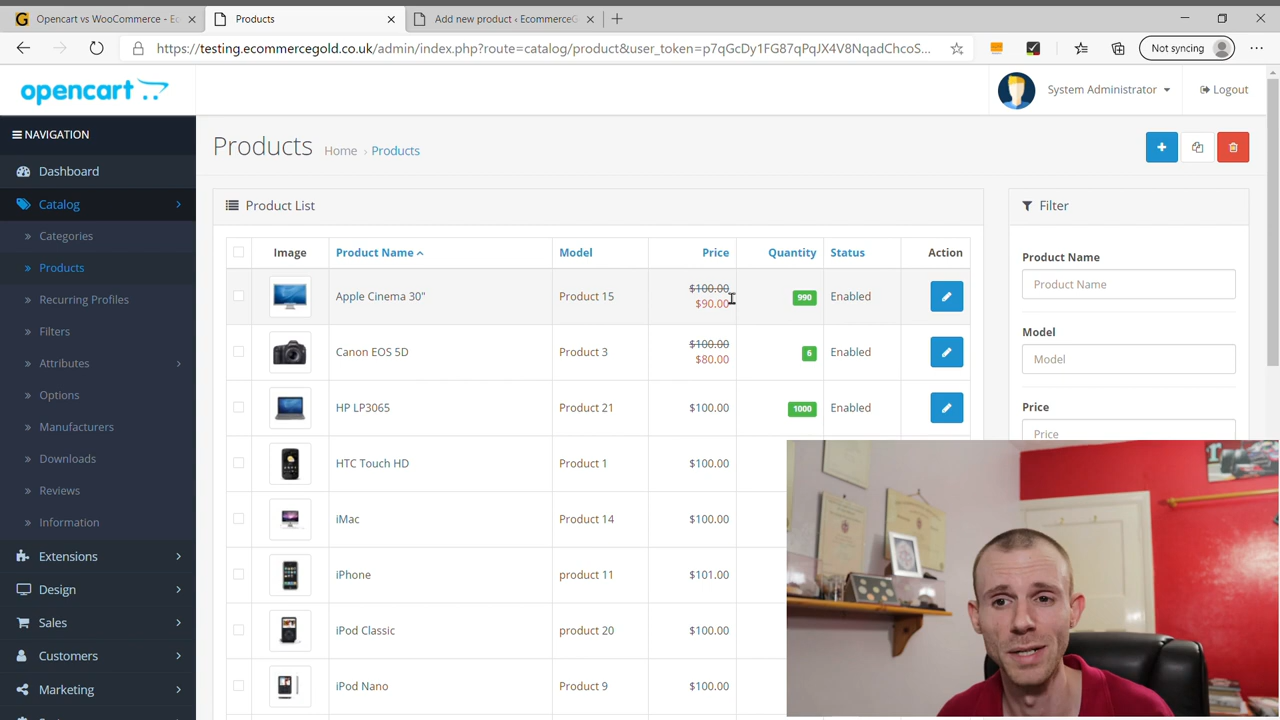 Opencart vs WooCommerce - Ec
Products
Add new product ‹ EcommerceG
https://testing.ecommercegold.co.uk/admin/index.php?route=catalog/product&user_token=p7qGcDy1FG87qPqJX4V8NqadChcoS...
Not syncing
opencart
System Administrator
Logout
NAVIGATION
Dashboard
Catalog
Categories
Products
Recurring Profiles
Filters
Attributes
Options
Manufacturers
Downloads
Reviews
Information
Extensions
Design
Sales
Customers
Marketing
Products Home › Products
Product List
Image Product Name Model Price Quantity Status Action
Apple Cinema 30" Product 15 $100.00 $90.00 990 Enabled
Canon EOS 5D Product 3 $100.00 $80.00 6 Enabled
HP LP3065 Product 21 $100.00 1000 Enabled
HTC Touch HD Product 1 $100.00
iMac Product 14 $100.00
iPhone product 11 $101.00
iPod Classic product 20 $100.00
iPod Nano Product 9 $100.00
Filter
Product Name
Product Name
Model
Model
Price
Price